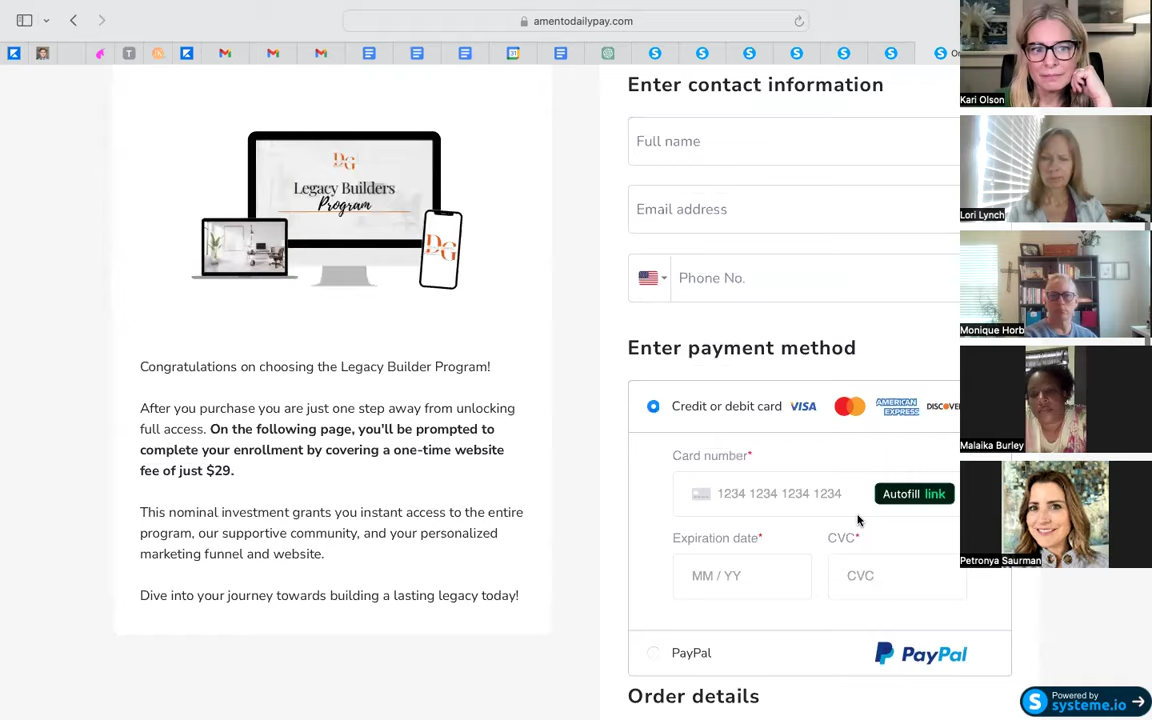 amentodailypay.com
Enter contact information
Full name
Email address
Phone No.
DG
Legacy Builders
Program
DG
Congratulations on choosing the Legacy Builder Program!
After you purchase you are just one step away from unlocking
full access. On the following page, you'll be prompted to
complete your enrollment by covering a one-time website
fee of just $29.
This nominal investment grants you instant access to the entire
program, our supportive community, and your personalized
marketing funnel and website.
Dive into your journey towards building a lasting legacy today!
Enter payment method
Credit or debit card VISA AMERICAN EXPRESS DISCOVE
Card number*
1234 1234 1234 1234 Autofill link
Expiration date* CVC*
MM / YY CVC
PayPal PayPal
Order details
Kari Olson
Lori Lynch
Monique Horb
Malaika Burley
Petronya Saurman
Powered by
systeme.io